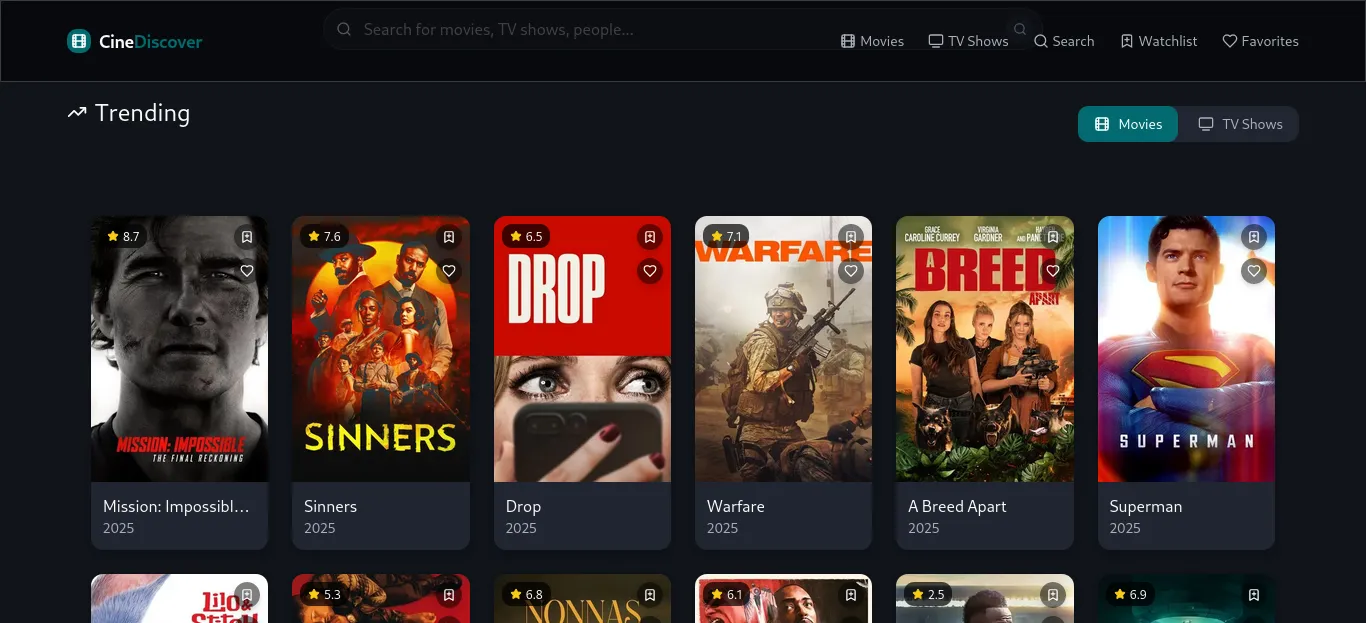 CineDiscover
Search for movies, TV shows, people...
Movies
TV Shows
Search
Watchlist
Favorites
Trending
Movies
TV Shows
8.7
MISSION: IMPOSSIBLE
THE FINAL RECKONING
Mission: Impossibl...
2025
7.6
SINNERS
Sinners
2025
6.5
DROP
Drop
2025
7.1
WARFARE
Warfare
2025
GRACE
CAROLINE CURREY
VIRGINIA
GARDNER
AND
A BREED
APART
A Breed Apart
2025
SUPERMAN
Superman
2025
Lilo &
Stitch
5.3
6.8
NONNAS
6.1
2.5
6.9